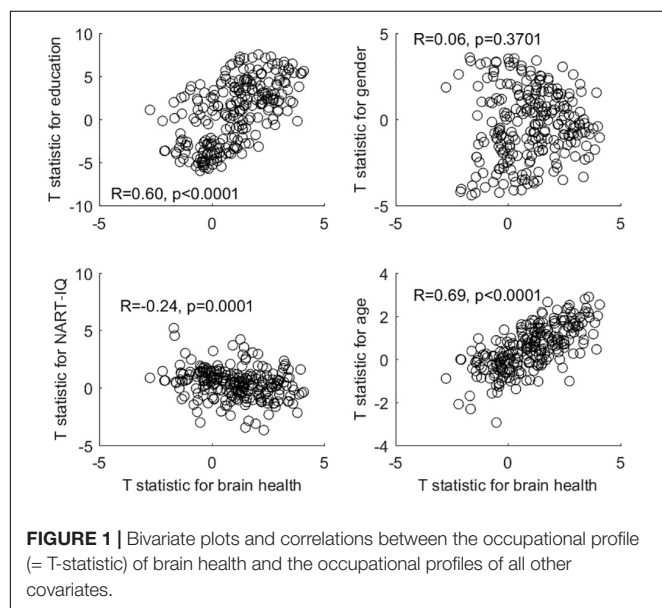 T statistic for education
10
5
0
-5
-10
R=0.60, p<0.0001
-5
0
5
T statistic for gender
5
0
-5
R=0.06, p=0.3701
-5
0
5
T statistic for NART-IQ
10
5
0
-5
R=-0.24, p=0.0001
-5
0
5
T statistic for brain health
T statistic for age
4
2
0
-2
-4
R=0.69, p<0.0001
-5
0
5
T statistic for brain health
FIGURE 1 | Bivariate plots and correlations between the occupational profile
(= T-statistic) of brain health and the occupational profiles of all other
covariates.